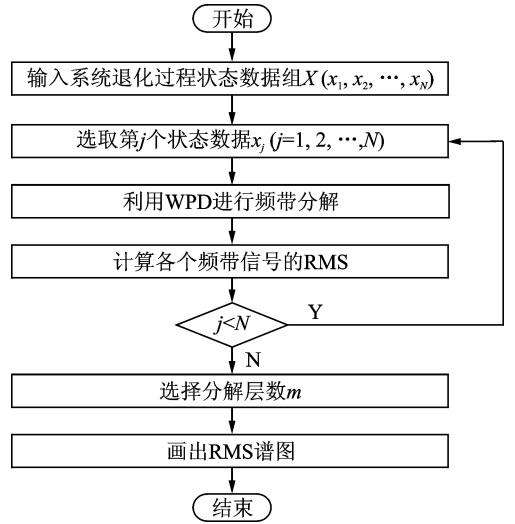 开始
输入系统退化过程状态数据组X (x₁, x₂, ···, x_N)
选取第j个状态数据x_j (j=1, 2, ···,N)
利用WPD进行频带分解
计算各个频带信号的RMS
j<N
Y
N
选择分解层数m
画出RMS谱图
结束